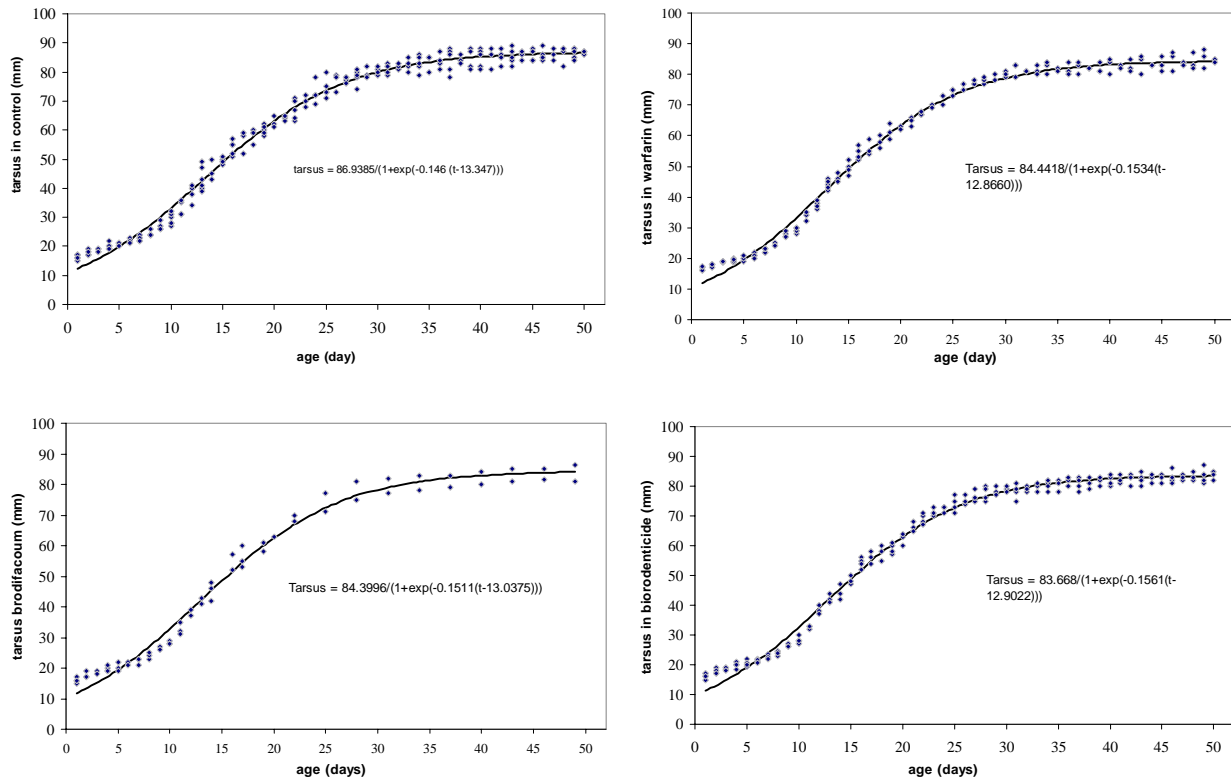 tarsus in control (mm)
100
90
80
70
60
50
40
30
20
10
0
tarsus = 86.9385/(1+exp(-0.146 (t-13.347)))
0 5 10 15 20 25 30 35 40 45 50
age (day)
tarsus in warfarin (mm)
100
90
80
70
60
50
40
30
20
10
0
Tarsus = 84.4418/(1+exp(-0.1534(t-
12.8660)))
0 5 10 15 20 25 30 35 40 45 50
age (day)
tarsus brodifacoum (mm)
100
90
80
70
60
50
40
30
20
10
0
Tarsus = 84.3996/(1+exp(-0.1511(t-13.0375)))
0 5 10 15 20 25 30 35 40 45 50
age (days)
tarsus in biorodenticide (mm)
100
90
80
70
60
50
40
30
20
10
0
Tarsus = 83.668/(1+exp(-0.1561(t-
12.9022)))
0 5 10 15 20 25 30 35 40 45 50
age (days)